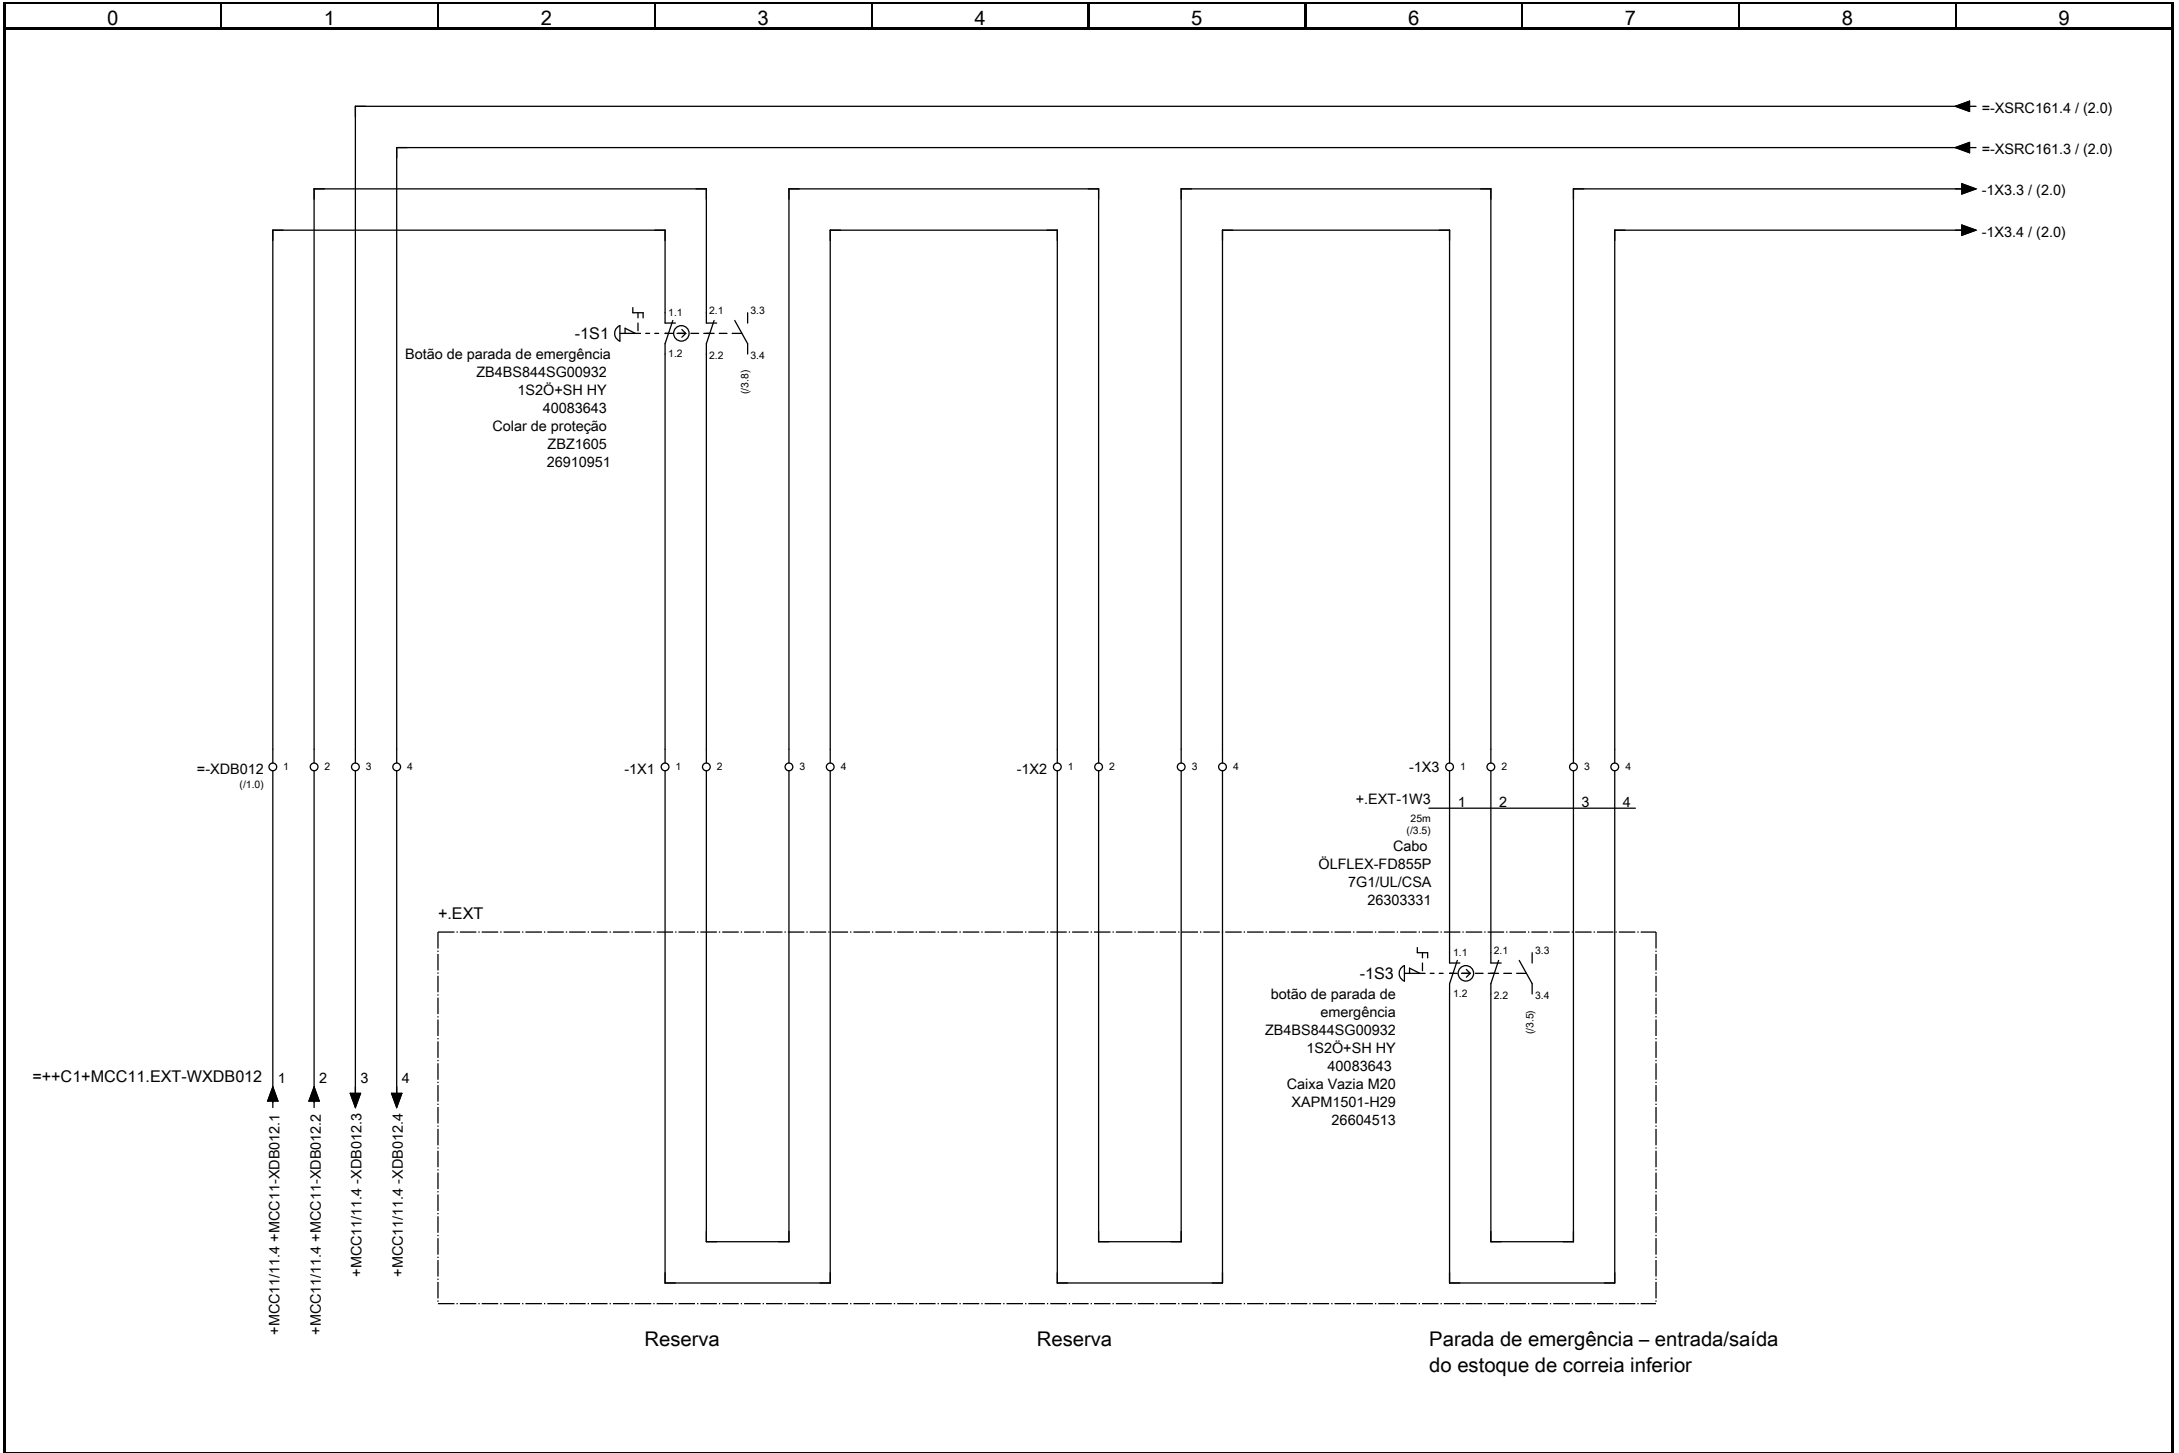 0 1 2 3 4 5 6 7 8 9
=-XSRC161.4 / (2.0)
=-XSRC161.3 / (2.0)
-1X3.3 / (2.0)
-1X3.4 / (2.0)
-1S1
1.1 2.1 3.3
1.2 2.2 3.4
(/3.8)
Botão de parada de emergência
ZB4BS844SG00932
1S2Ö+SH HY
40083643
Colar de proteção
ZBZ1605
26910951
=-XDB012 1 2 3 4
(/1.0)
-1X1 1 2 3 4
-1X2 1 2 3 4
-1X3 1 2 3 4
+.EXT-1W3 1 2 3 4
25m
(/3.5)
Cabo
ÖLFLEX-FD855P
7G1/UL/CSA
26303331
+.EXT
-1S3
1.1 2.1 3.3
1.2 2.2 3.4
(/3.5)
botão de parada de
emergência
ZB4BS844SG00932
1S2Ö+SH HY
40083643
Caixa Vazia M20
XAPM1501-H29
26604513
=++C1+MCC11.EXT-WXDB012 1 2 3 4
+MCC11/11.4 +MCC11-XDB012.1
+MCC11/11.4 +MCC11-XDB012.2
+MCC11/11.4 -XDB012.3
+MCC11/11.4 -XDB012.4
Reserva
Reserva
Parada de emergência – entrada/saída
do estoque de correia inferior